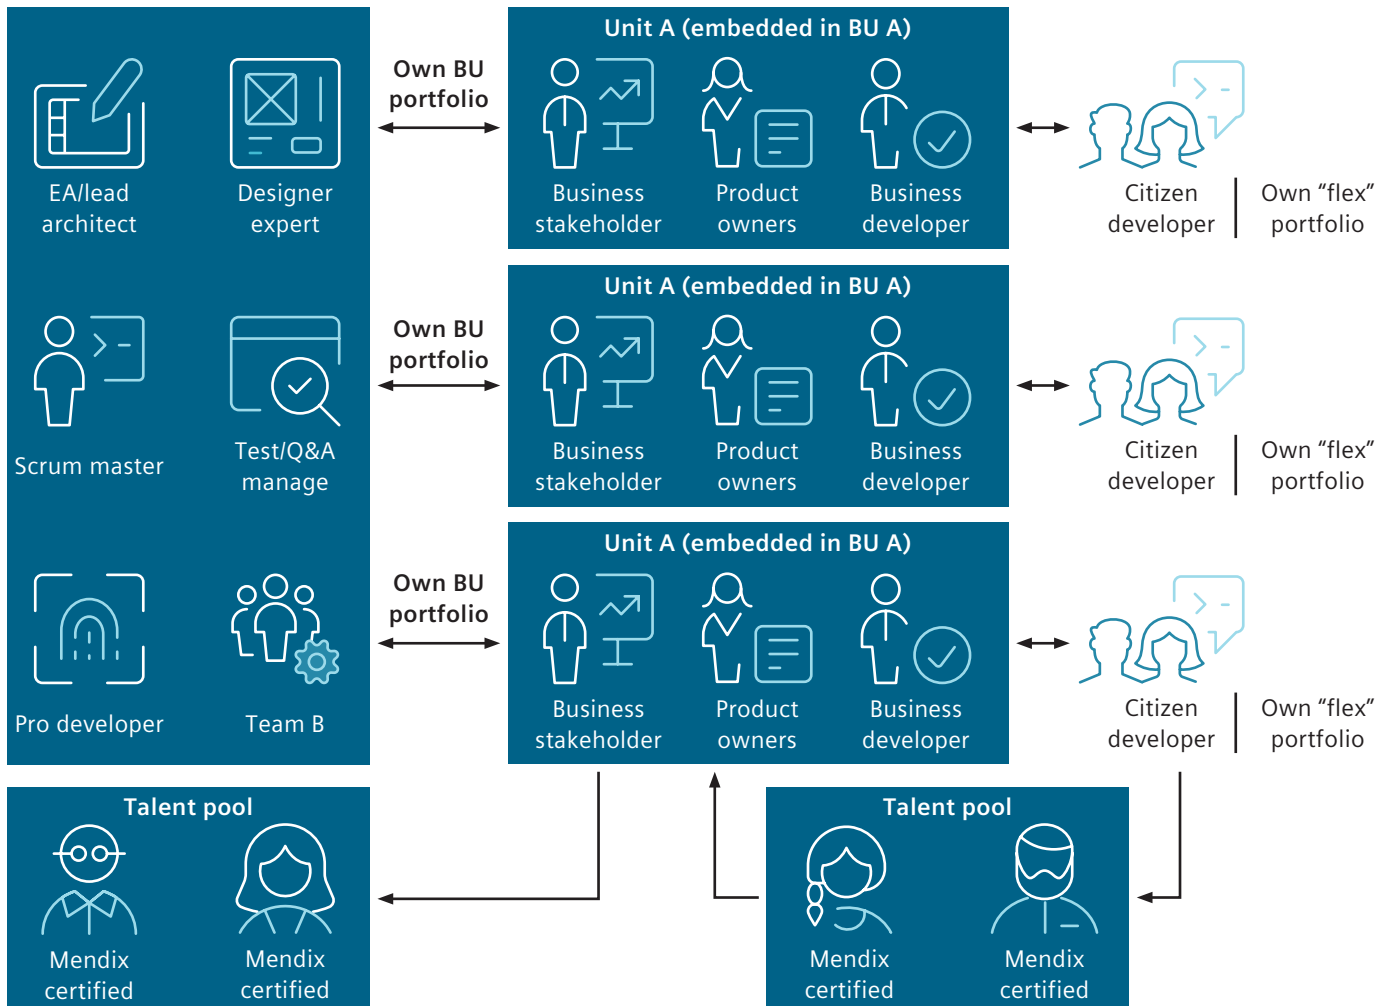 EA/lead
architect
Designer
expert
Scrum master
Test/Q&A
manage
Pro developer
Team B
Own BU
portfolio
Unit A (embedded in BU A)
Business
stakeholder
Product
owners
Business
developer
Citizen
developer
Own “flex”
portfolio
Own BU
portfolio
Unit A (embedded in BU A)
Business
stakeholder
Product
owners
Business
developer
Citizen
developer
Own “flex”
portfolio
Own BU
portfolio
Unit A (embedded in BU A)
Business
stakeholder
Product
owners
Business
developer
Citizen
developer
Own “flex”
portfolio
Talent pool
Mendix
certified
Mendix
certified
Talent pool
Mendix
certified
Mendix
certified